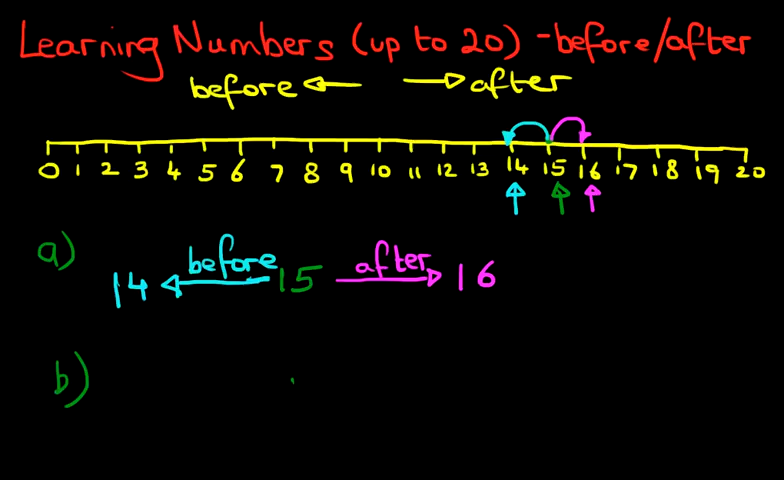 Learning Numbers (up to 20) -before/after
before ← → after
0 1 2 3 4 5 6 7 8 9 10 11 12 13 14 15 16 17 18 19 20
a) 14 ← before 15 after → 16
b)